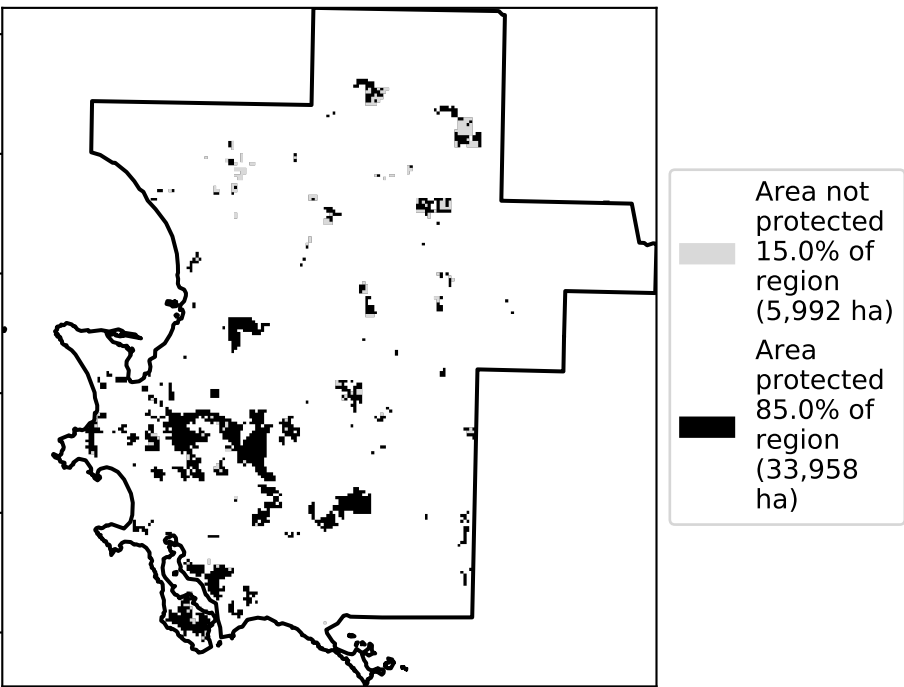 Area not
protected
15.0% of
region
(5,992 ha)
Area
protected
85.0% of
region
(33,958
ha)